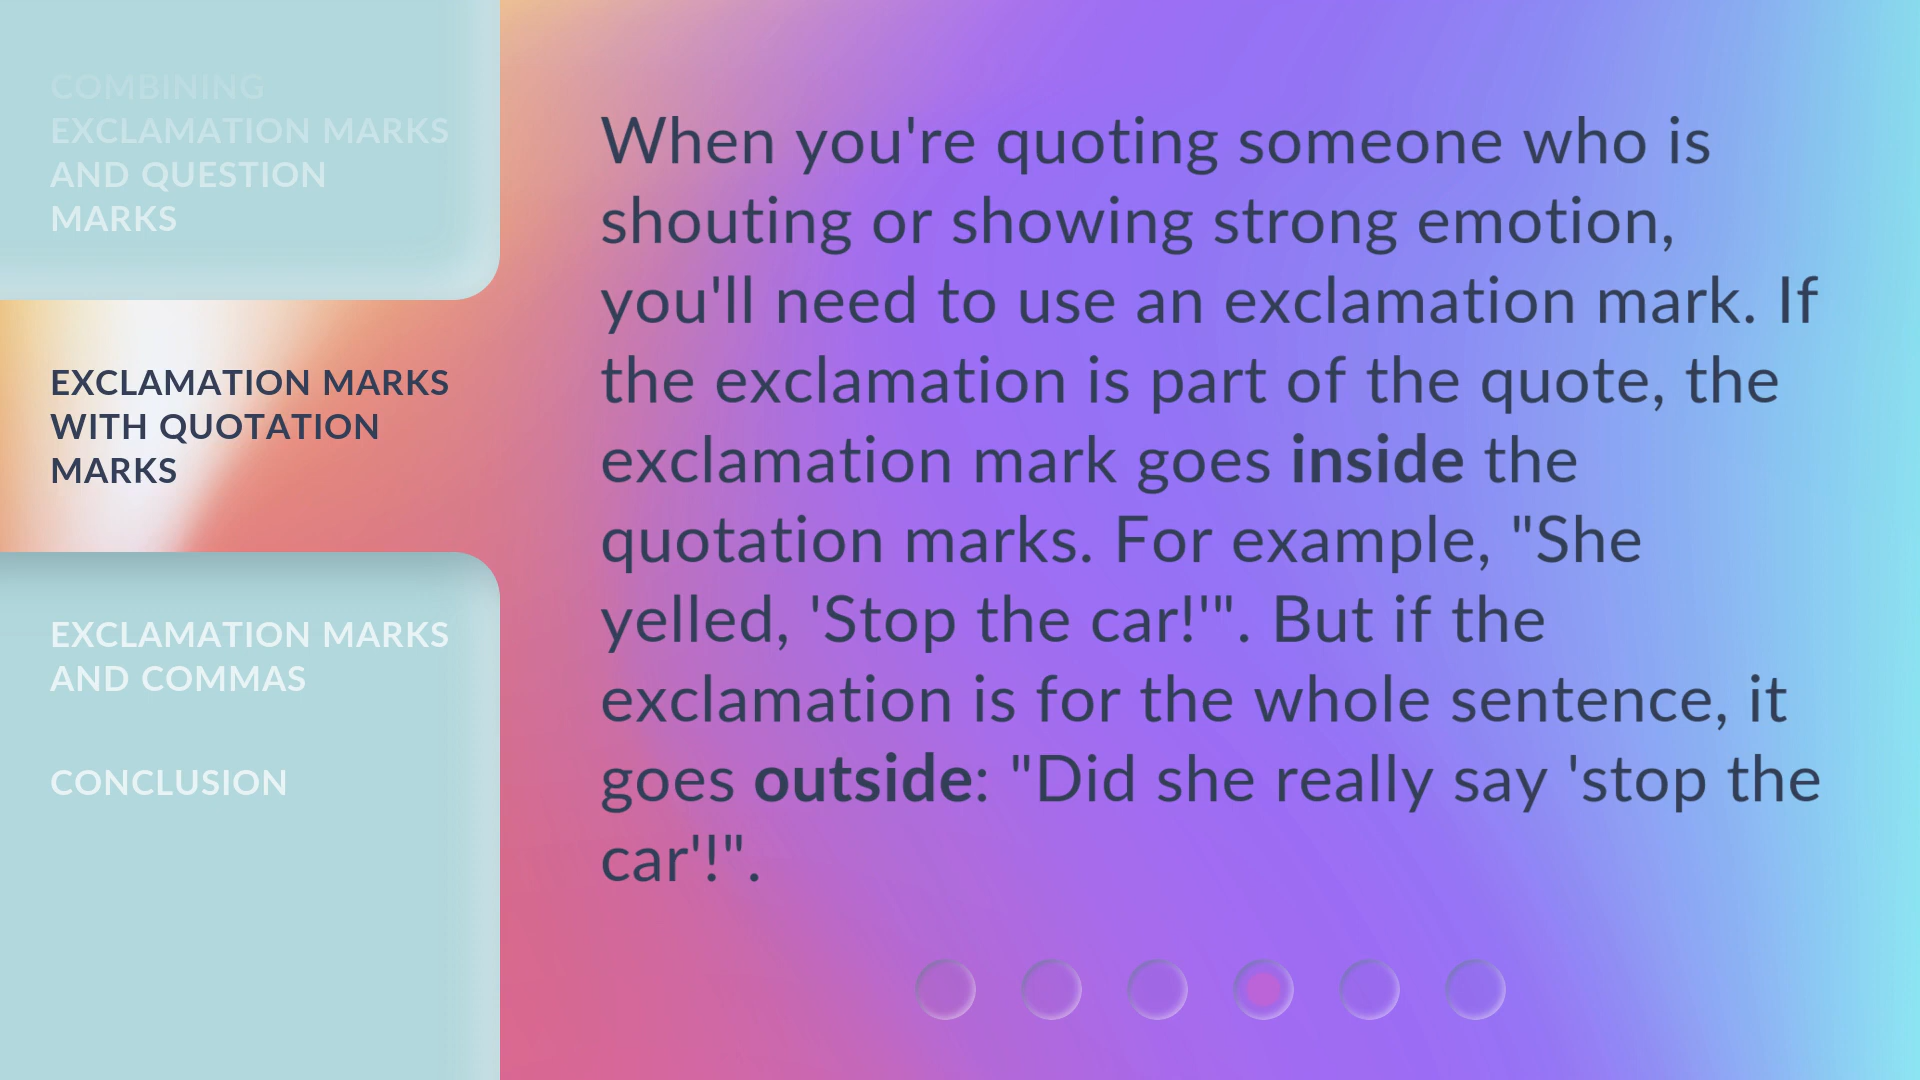 COMBINING
EXCLAMATION MARKS
AND QUESTION
MARKS
EXCLAMATION MARKS
WITH QUOTATION
MARKS
EXCLAMATION MARKS
AND COMMAS
CONCLUSION
When you're quoting someone who is
shouting or showing strong emotion,
you'll need to use an exclamation mark. If
the exclamation is part of the quote, the
exclamation mark goes inside the
quotation marks. For example, "She
yelled, 'Stop the car!'". But if the
exclamation is for the whole sentence, it
goes outside: "Did she really say 'stop the
car'!".